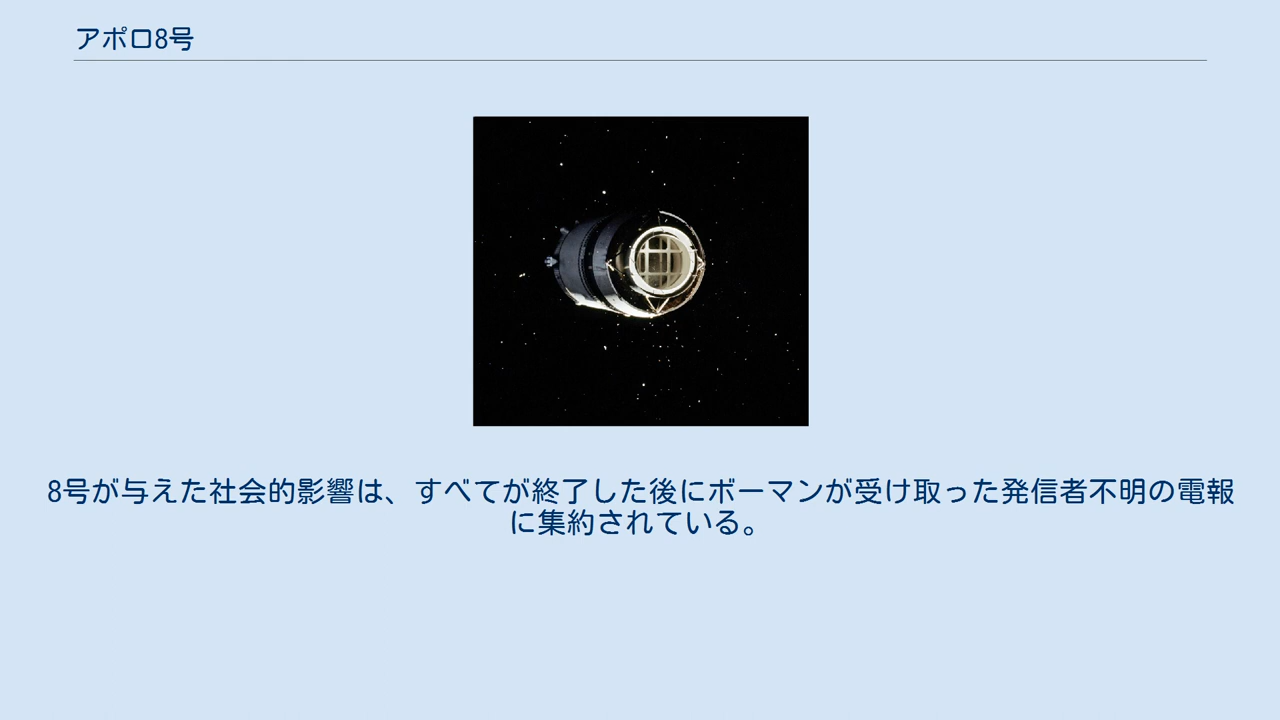 アポロ8号
8号が与えた社会的影響は、すべてが終了した後にボーマンが受け取った発信者不明の電報
に集約されている。